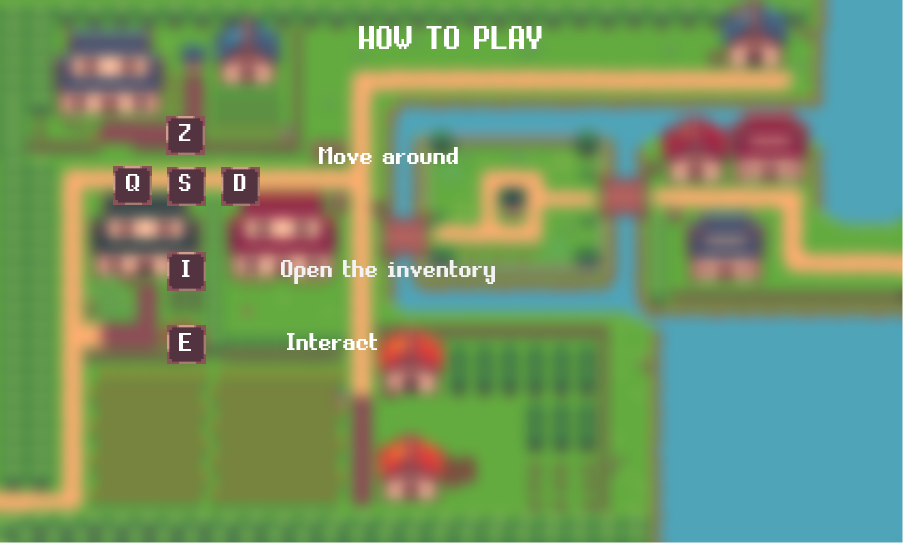 HOW TO PLAY
Z
Q S D
Move around
I
Open the inventory
E
Interact